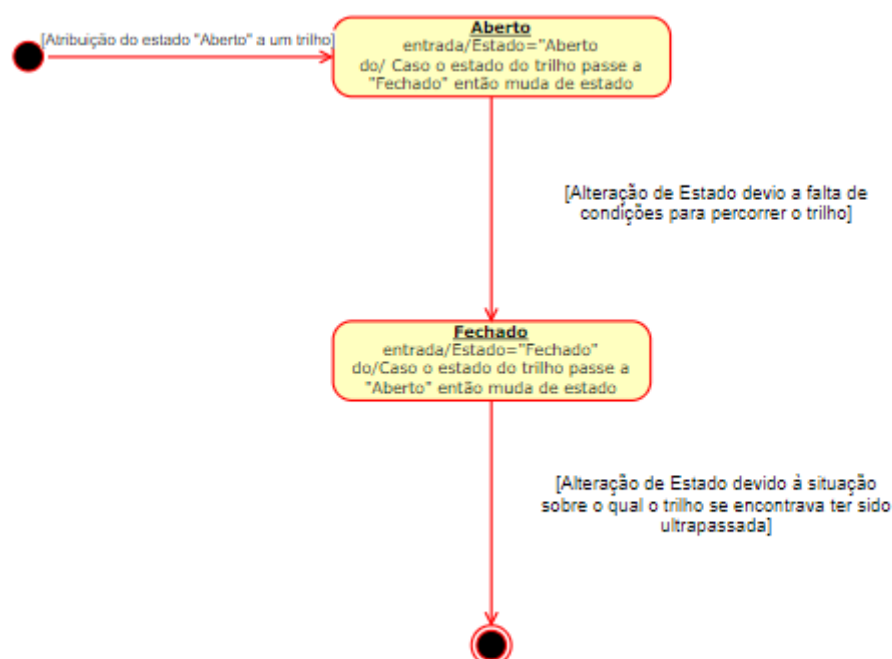 [Atribuição do estado "Aberto" a um trilho]
Aberto
entrada/Estado="Aberto
do/ Caso o estado do trilho passe a
"Fechado" então muda de estado
[Alteração de Estado devio a falta de
condições para percorrer o trilho]
Fechado
entrada/Estado="Fechado"
do/Caso o estado do trilho passe a
"Aberto" então muda de estado
[Alteração de Estado devido à situação
sobre o qual o trilho se encontrava ter sido
ultrapassada]